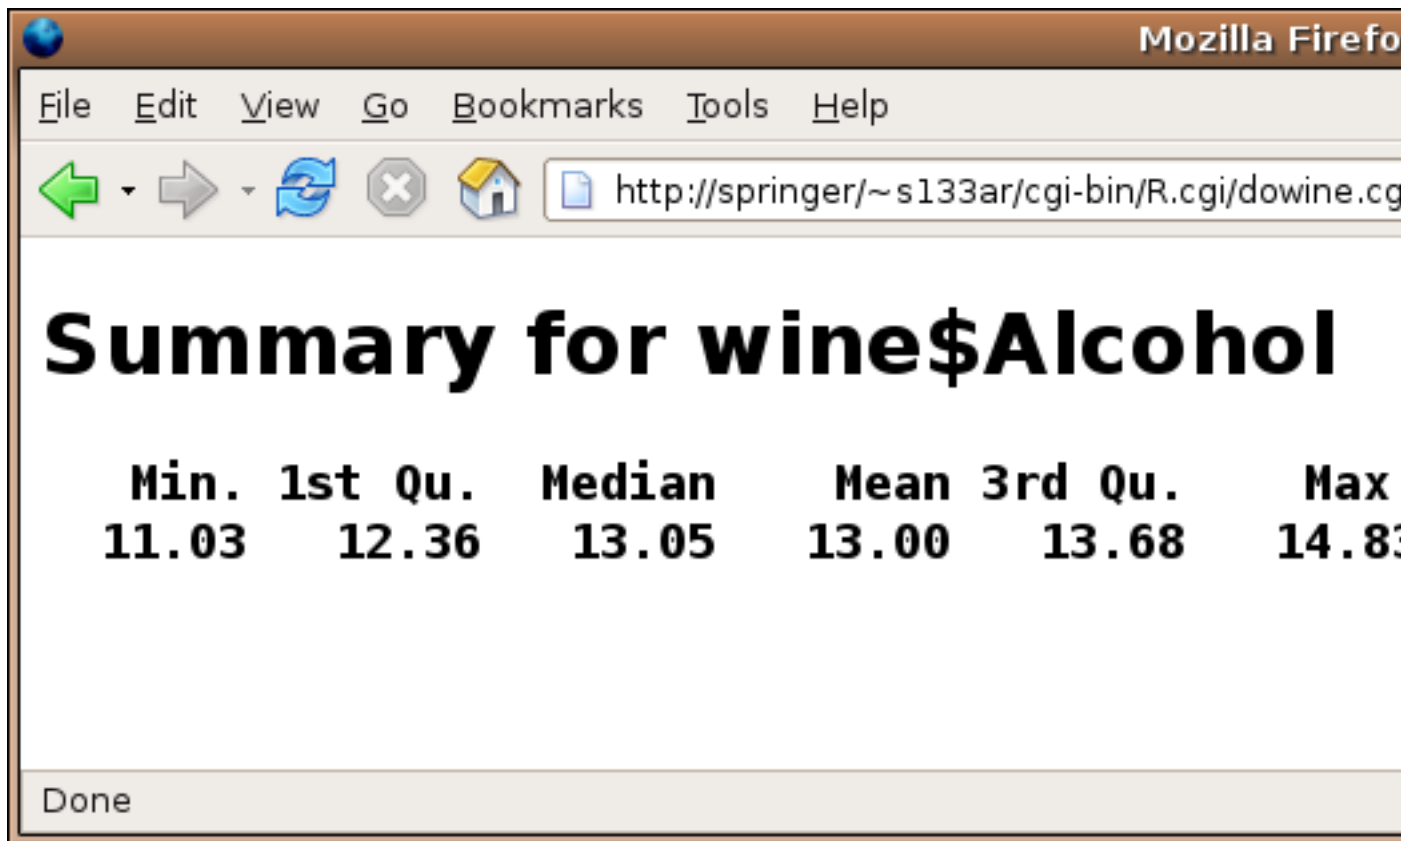 Mozilla Firefo
File Edit View Go Bookmarks Tools Help
http://springer/~s133ar/cgi-bin/R.cgi/dowine.cg
Summary for wine$Alcohol
Min. 1st Qu. Median Mean 3rd Qu. Max
11.03 12.36 13.05 13.00 13.68 14.83
Done